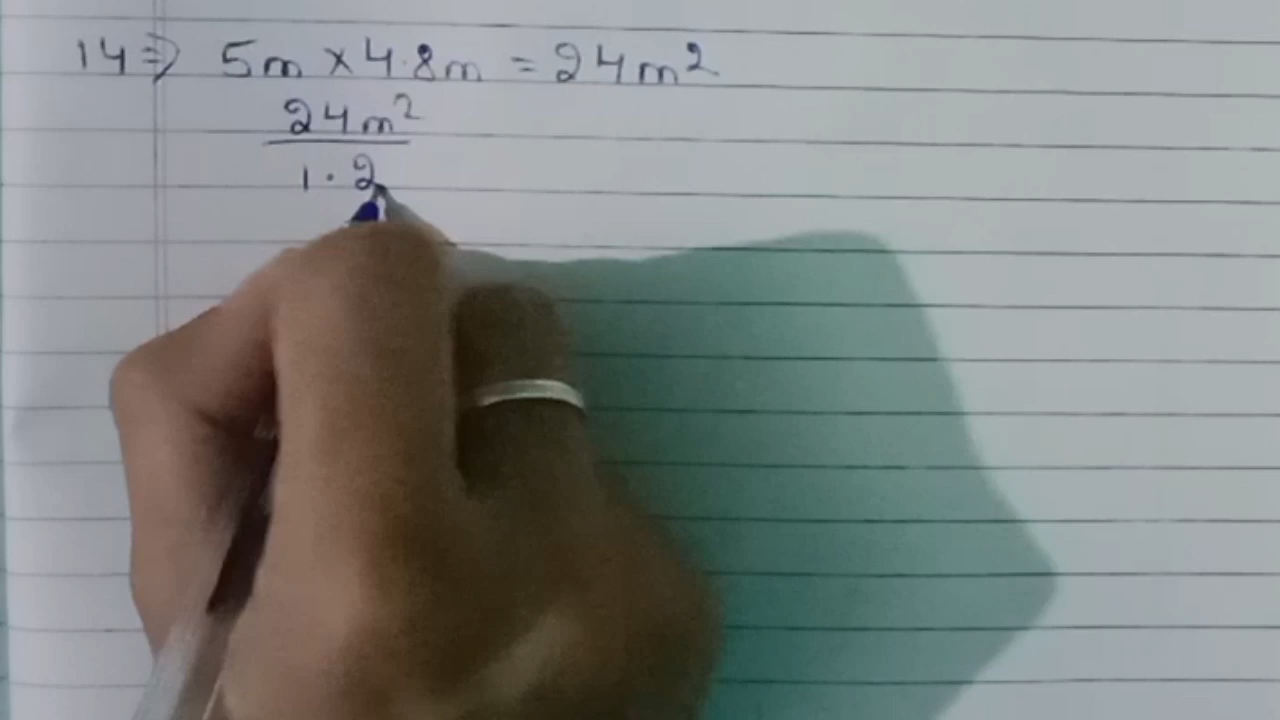 14⇒ 5m × 4.8m = 24m²
24m²
1.2